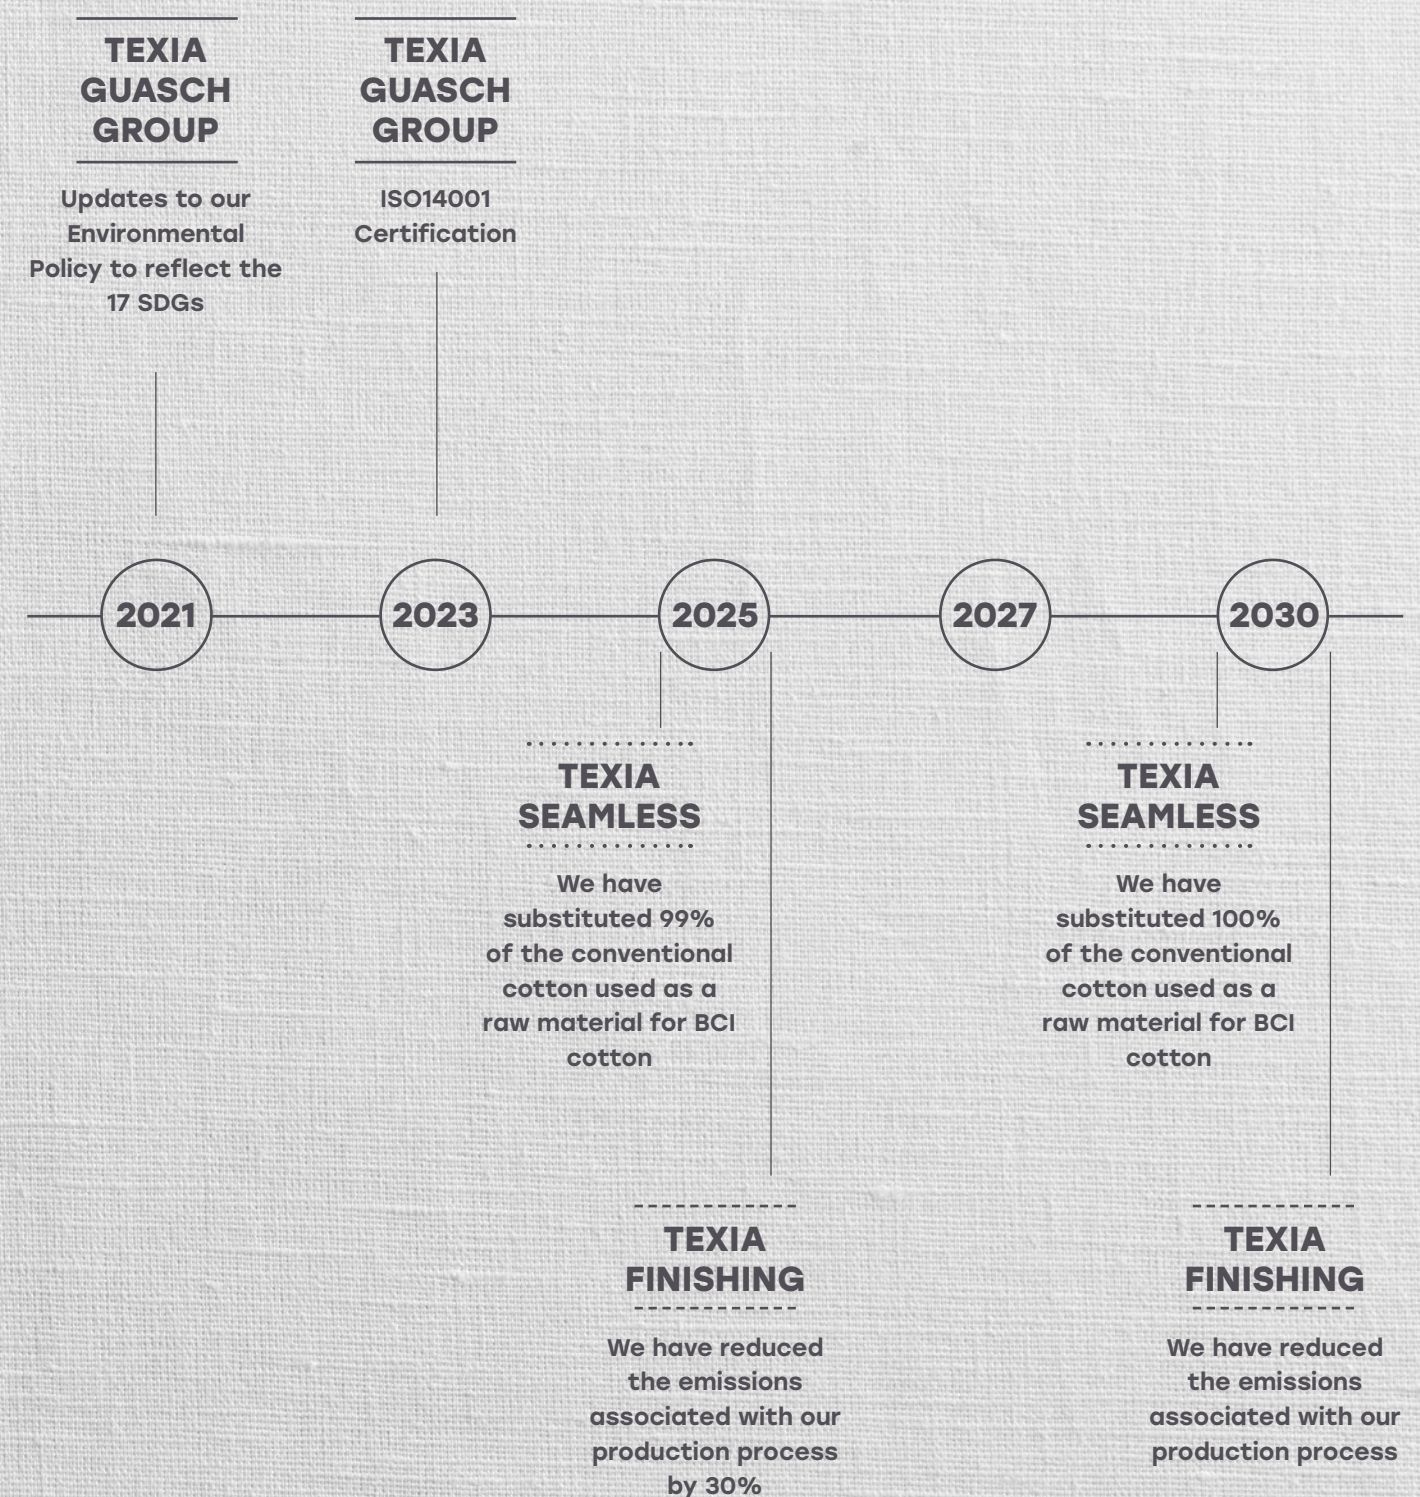 TEXIA
GUASCH
GROUP
Updates to our
Environmental
Policy to reflect the
17 SDGs
TEXIA
GUASCH
GROUP
ISO14001
Certification
2021
2023
2025
2027
2030
TEXIA
SEAMLESS
We have
substituted 99%
of the conventional
cotton used as a
raw material for BCI
cotton
TEXIA
SEAMLESS
We have
substituted 100%
of the conventional
cotton used as a
raw material for BCI
cotton
TEXIA
FINISHING
We have reduced
the emissions
associated with our
production process
by 30%
TEXIA
FINISHING
We have reduced
the emissions
associated with our
production process